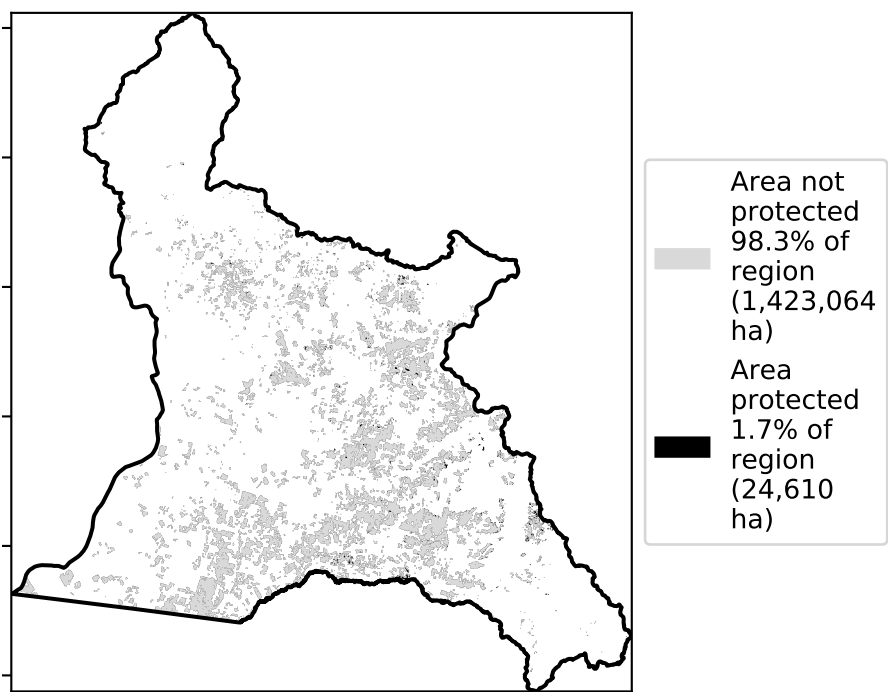 Area not
protected
98.3% of
region
(1,423,064
ha)
Area
protected
1.7% of
region
(24,610
ha)